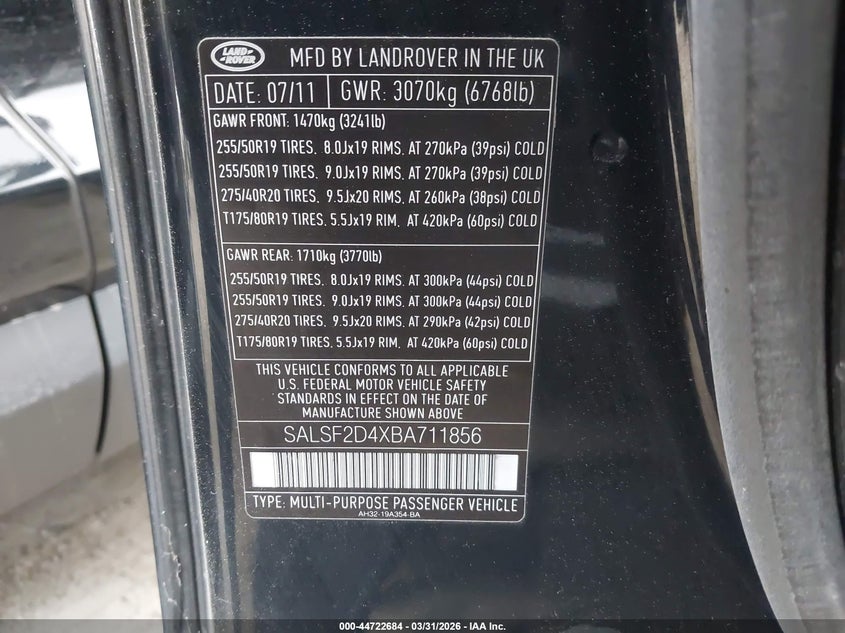 LAND ROVER
MFD BY LANDROVER IN THE UK
DATE: 07/11 GWR: 3070kg (6768lb)
GAWR FRONT: 1470kg (3241lb)
255/50R19 TIRES, 8.0Jx19 RIMS, AT 270kPa (39psi) COLD
255/50R19 TIRES, 9.0Jx19 RIMS, AT 270kPa (39psi) COLD
275/40R20 TIRES, 9.5Jx20 RIMS, AT 260kPa (38psi) COLD
T175/80R19 TIRES, 5.5Jx19 RIM, AT 420kPa (60psi) COLD
GAWR REAR: 1710kg (3770lb)
255/50R19 TIRES, 8.0Jx19 RIMS, AT 300kPa (44psi) COLD
255/50R19 TIRES, 9.0Jx19 RIMS, AT 300kPa (44psi) COLD
275/40R20 TIRES, 9.5Jx20 RIMS, AT 290kPa (42psi) COLD
T175/80R19 TIRES, 5.5Jx19 RIM, AT 420kPa (60psi) COLD
THIS VEHICLE CONFORMS TO ALL APPLICABLE
U.S. FEDERAL MOTOR VEHICLE SAFETY
STANDARDS IN EFFECT ON THE DATE OF
MANUFACTURE SHOWN ABOVE
SALSF2D4XBA711856
TYPE: MULTI-PURPOSE PASSENGER VEHICLE
AH32-19A354-BA
000-44722684 / 03/31/2026 - IAA Inc.